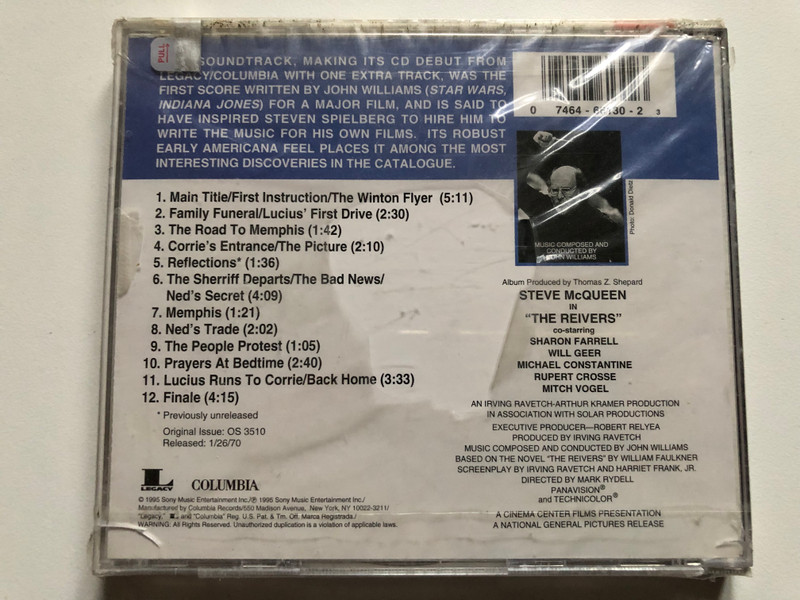 PULL
SOUNDTRACK, MAKING ITS CD DEBUT FROM
LEGACY/COLUMBIA WITH ONE EXTRA TRACK, WAS THE
FIRST SCORE WRITTEN BY JOHN WILLIAMS (STAR WARS,
INDIANA JONES) FOR A MAJOR FILM, AND IS SAID TO
HAVE INSPIRED STEVEN SPIELBERG TO HIRE HIM TO
WRITE THE MUSIC FOR HIS OWN FILMS. ITS ROBUST
EARLY AMERICANA FEEL PLACES IT AMONG THE MOST
INTERESTING DISCOVERIES IN THE CATALOGUE.
0 7464 - 66130 - 2 3
Photo: Donald Dietz
MUSIC COMPOSED AND
CONDUCTED BY
JOHN WILLIAMS
1. Main Title/First Instruction/The Winton Flyer (5:11)
2. Family Funeral/Lucius' First Drive (2:30)
3. The Road To Memphis (1:42)
4. Corrie's Entrance/The Picture (2:10)
5. Reflections* (1:36)
6. The Sherriff Departs/The Bad News/
Ned's Secret (4:09)
7. Memphis (1:21)
8. Ned's Trade (2:02)
9. The People Protest (1:05)
10. Prayers At Bedtime (2:40)
11. Lucius Runs To Corrie/Back Home (3:33)
12. Finale (4:15)
* Previously unreleased
Original Issue: OS 3510
Released: 1/26/70
Album Produced by Thomas Z. Shepard
STEVE McQUEEN
IN
"THE REIVERS"
co-starring
SHARON FARRELL
WILL GEER
MICHAEL CONSTANTINE
RUPERT CROSSE
MITCH VOGEL
AN IRVING RAVETCH-ARTHUR KRAMER PRODUCTION
IN ASSOCIATION WITH SOLAR PRODUCTIONS
EXECUTIVE PRODUCER—ROBERT RELYEA
PRODUCED BY IRVING RAVETCH
MUSIC COMPOSED AND CONDUCTED BY JOHN WILLIAMS
BASED ON THE NOVEL "THE REIVERS" BY WILLIAM FAULKNER
SCREENPLAY BY IRVING RAVETCH AND HARRIET FRANK, JR.
DIRECTED BY MARK RYDELL
PANAVISION®
and TECHNICOLOR®
A CINEMA CENTER FILMS PRESENTATION
A NATIONAL GENERAL PICTURES RELEASE
L
LEGACY
COLUMBIA
© 1995 Sony Music Entertainment Inc./℗ 1995 Sony Music Entertainment Inc./
Manufactured by Columbia Records/550 Madison Avenue, New York, NY 10022-3211/
"Legacy," L and "Columbia" Reg. U.S. Pat. & Tm. Off. Marca Registrada./
WARNING: All Rights Reserved. Unauthorized duplication is a violation of applicable laws.